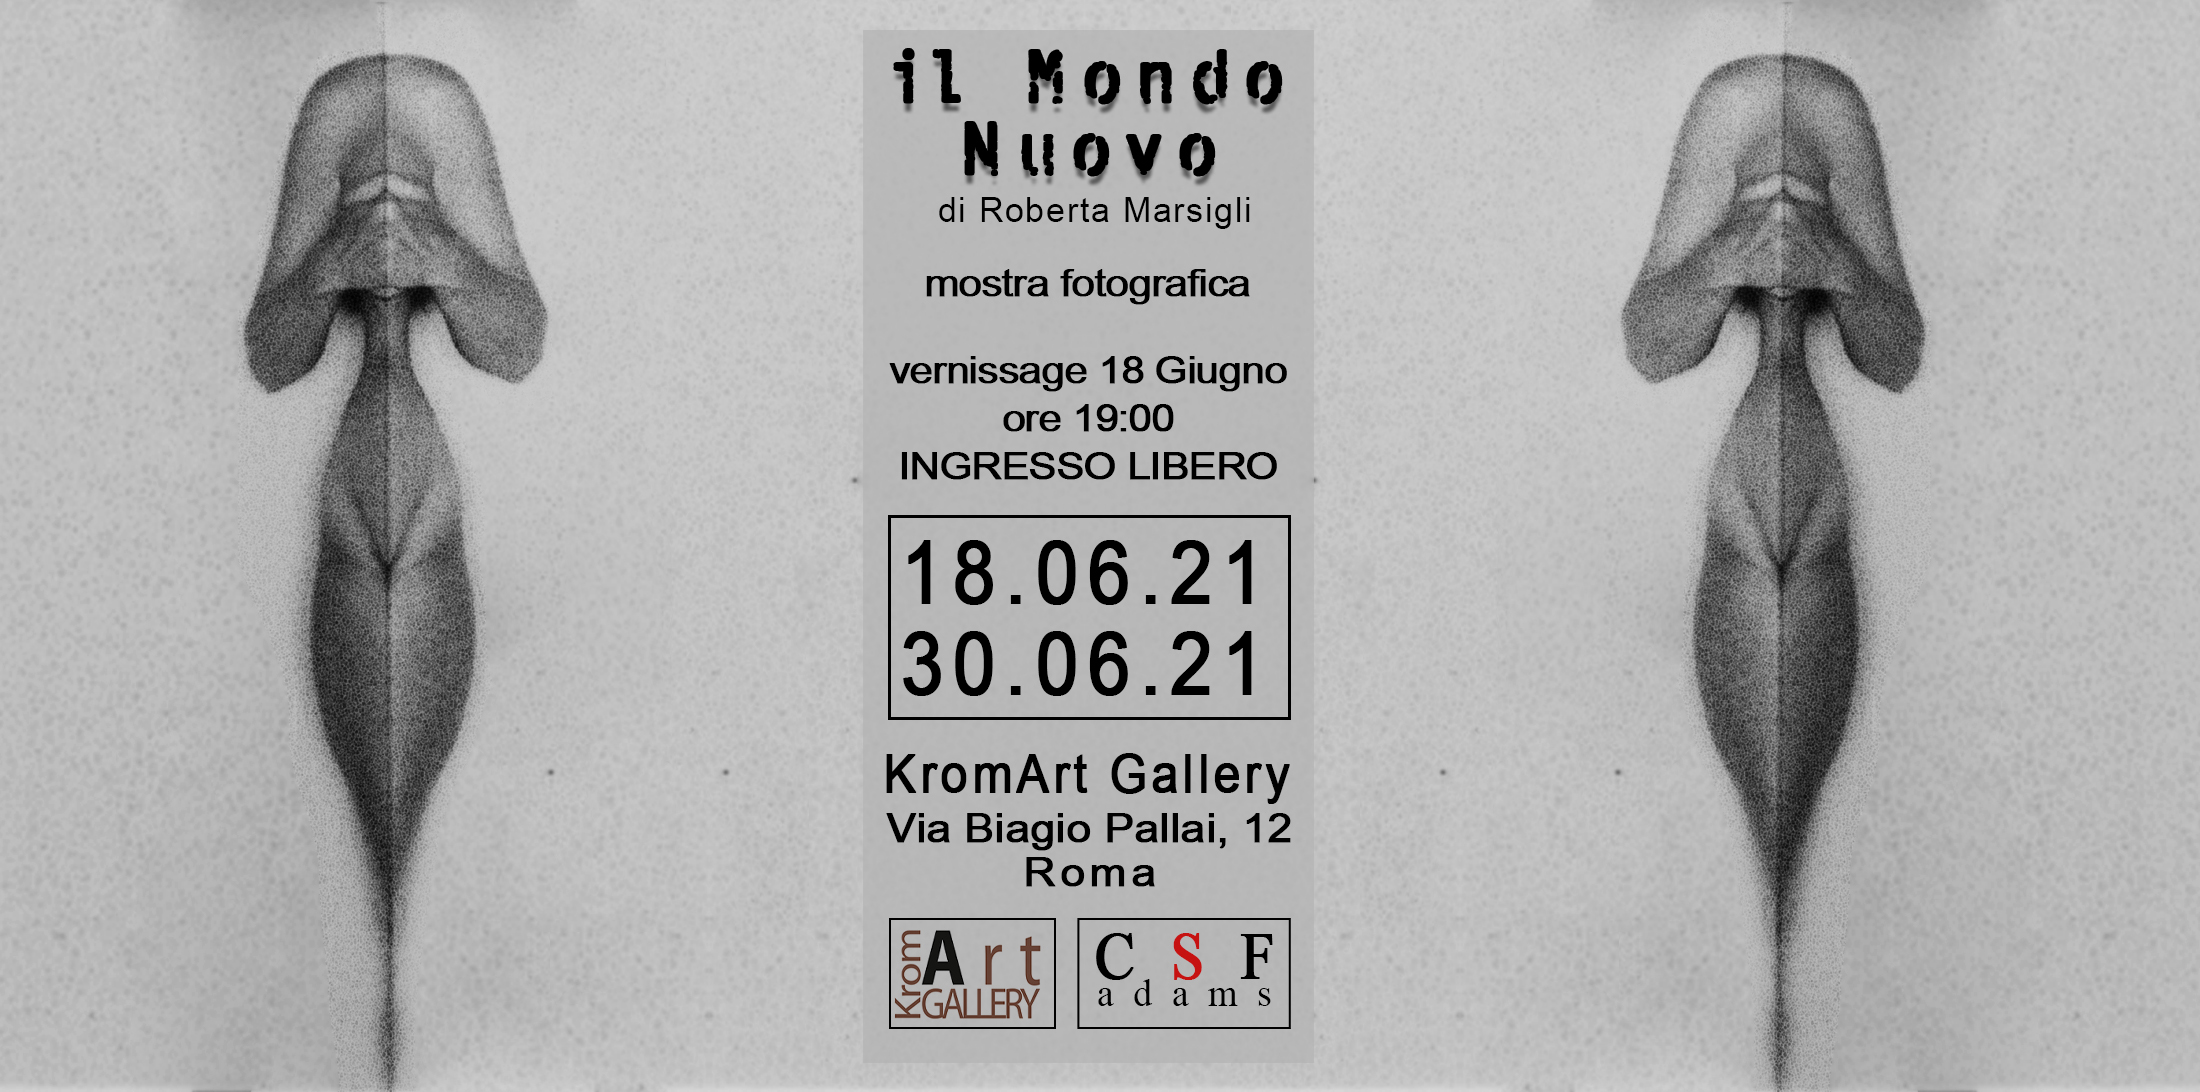 il Mondo
Nuovo
di Roberta Marsigli
mostra fotografica
vernissage 18 Giugno
ore 19:00
INGRESSO LIBERO
18.06.21
30.06.21
KromArt Gallery
Via Biagio Pallai, 12
Roma
Krom Art
GALLERY
C S F
adams